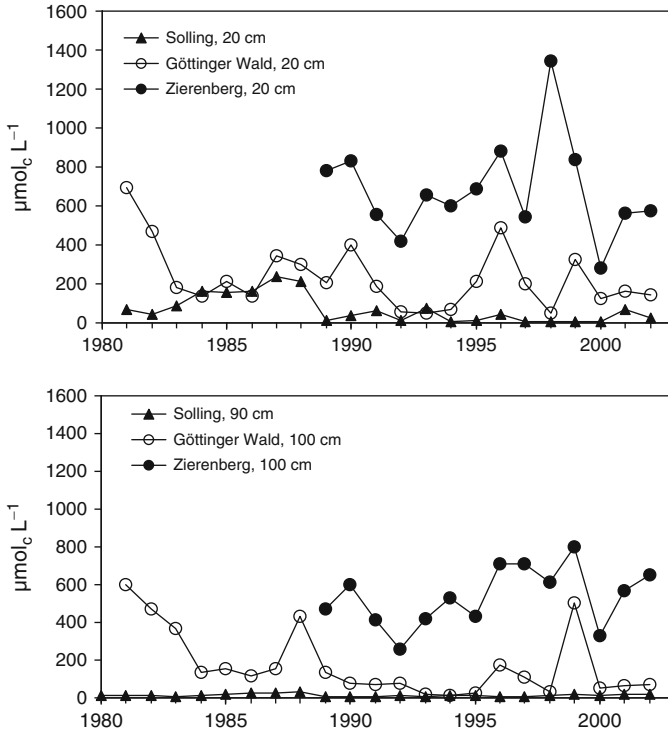 1600
1400
1200
1000
800
600
400
200
0
µmol_c L⁻¹
Solling, 20 cm
Göttinger Wald, 20 cm
Zierenberg, 20 cm
1980 1985 1990 1995 2000
1600
1400
1200
1000
800
600
400
200
0
µmol_c L⁻¹
Solling, 90 cm
Göttinger Wald, 100 cm
Zierenberg, 100 cm
1980 1985 1990 1995 2000